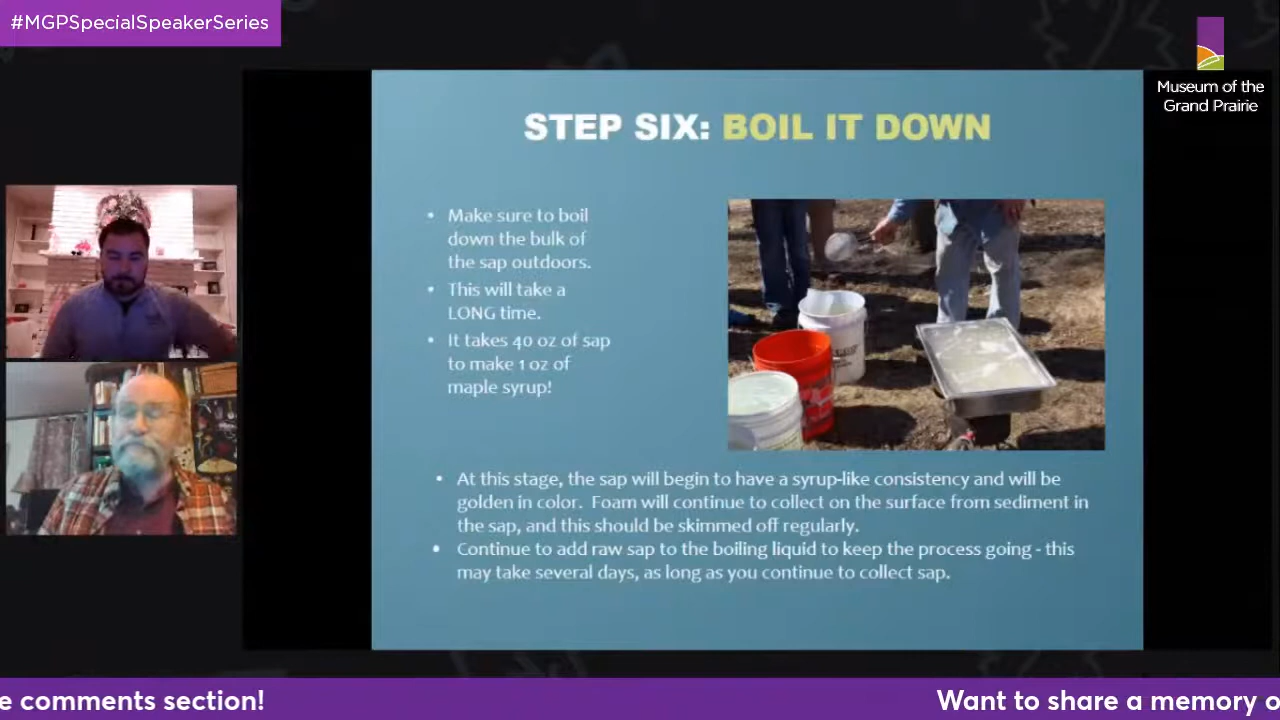 #MGPSpecialSpeakerSeries
Museum of the
Grand Prairie
STEP SIX: BOIL IT DOWN
• Make sure to boil
down the bulk of
the sap outdoors.
• This will take a
LONG time.
• It takes 40 oz of sap
to make 1 oz of
maple syrup!
• At this stage, the sap will begin to have a syrup-like consistency and will be
golden in color. Foam will continue to collect on the surface from sediment in
the sap, and this should be skimmed off regularly.
• Continue to add raw sap to the boiling liquid to keep the process going - this
may take several days, as long as you continue to collect sap.
e comments section!
Want to share a memory o